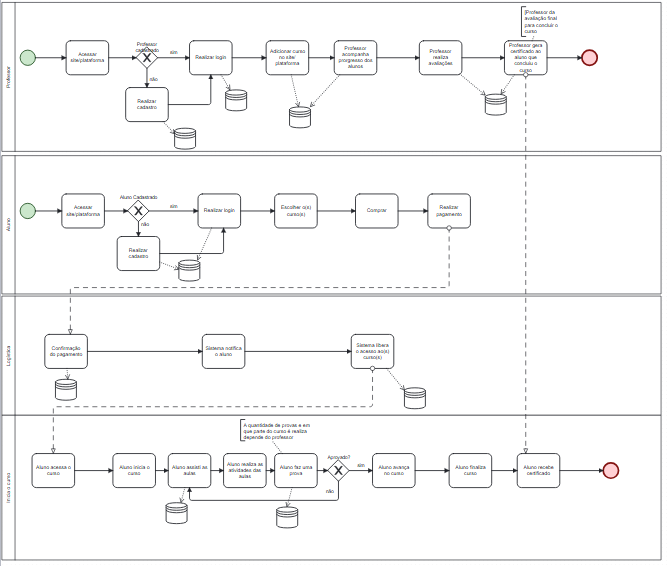 Professor
Acessar
site/plataforma
Professor
cadastrado
sim
não
Realizar
cadastro
Realizar login
Adicionar curso
no site/
plataforma
Professor
acompanha
progresso dos
alunos
Professor
realiza
avaliações
[Professor da
avaliação final
para concluir o
curso
Professor gera
certificado ao
aluno que
concluiu o
curso
Aluno
Acessar
site/plataforma
Aluno Cadastrado
sim
não
Realizar
cadastro
Realizar login
Escolher o(s)
curso(s)
Comprar
Realizar
pagamento
Logística
Confirmação
do pagamento
Sistema notifica
o aluno
Sistema libera
o acesso ao(s)
curso(s)
Inicia o curso
Aluno acessa o
curso
Aluno inicia o
curso
Aluno assisti as
aulas
Aluno realiza as
atividades das
aulas
A quantidade de provas e em
que parte do curso é realiza
depende do professor
Aluno faz uma
prova
Aprovado?
sim
não
Aluno avança
no curso
Aluno finaliza
curso
Aluno recebe
certificado